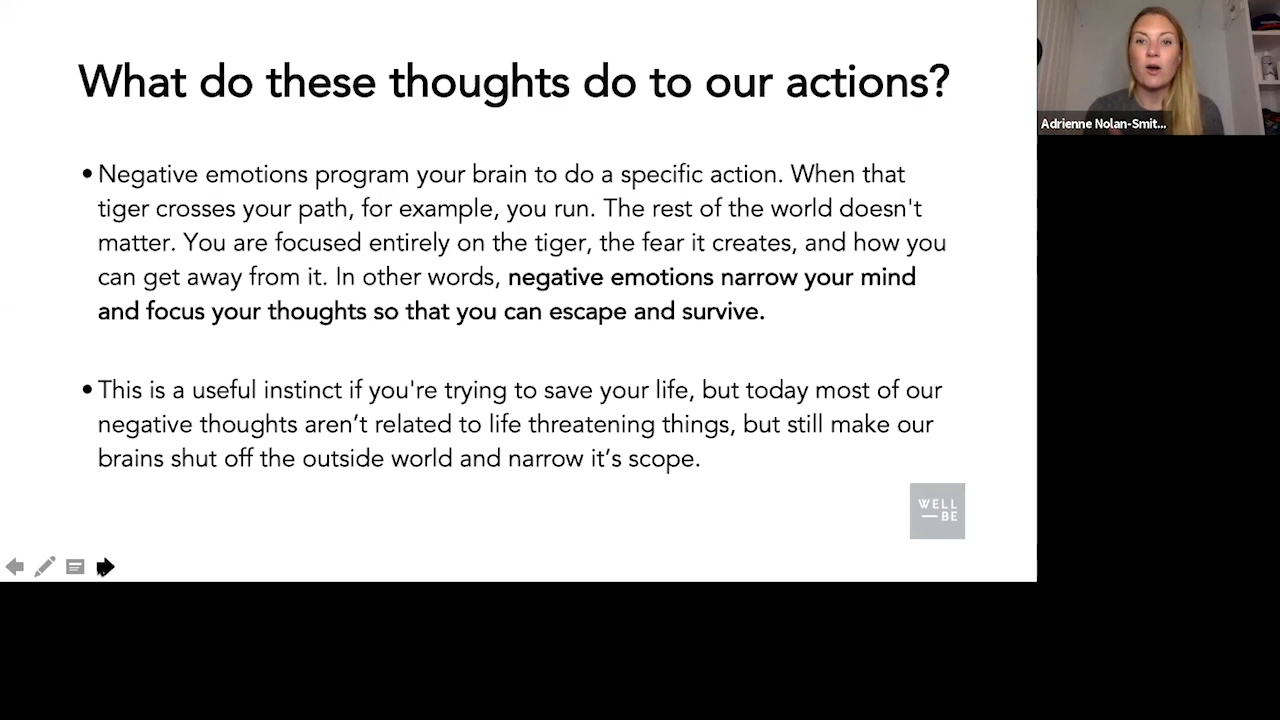 What do these thoughts do to our actions?
Adrienne Nolan-Smit...
• Negative emotions program your brain to do a specific action. When that
tiger crosses your path, for example, you run. The rest of the world doesn't
matter. You are focused entirely on the tiger, the fear it creates, and how you
can get away from it. In other words, negative emotions narrow your mind
and focus your thoughts so that you can escape and survive.
• This is a useful instinct if you're trying to save your life, but today most of our
negative thoughts aren’t related to life threatening things, but still make our
brains shut off the outside world and narrow it’s scope.
WELL
—BE